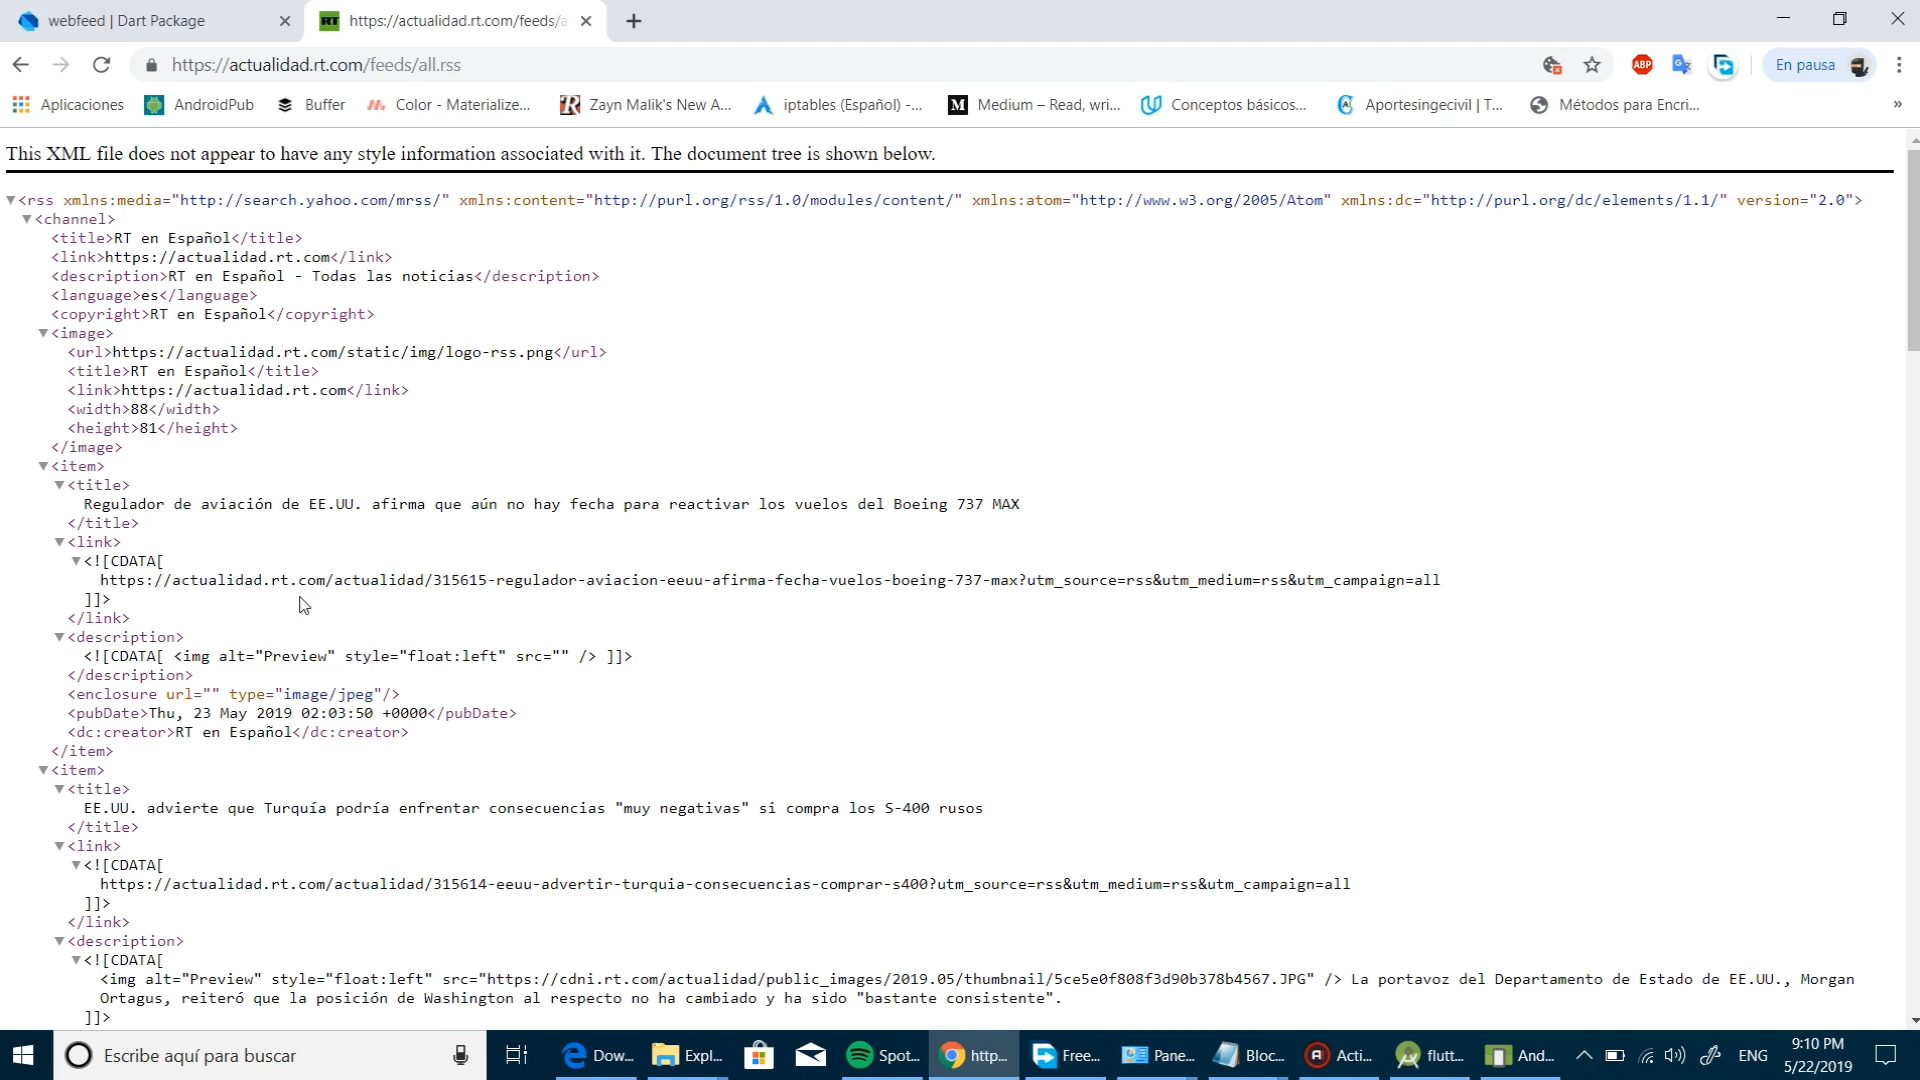 webfeed | Dart Package
https://actualidad.rt.com/feeds/a
https://actualidad.rt.com/feeds/all.rss
ABP
En pausa
Aplicaciones
AndroidPub
Buffer
Color - Materialize...
Zayn Malik's New A...
iptables (Español) -...
Medium – Read, wri...
Conceptos básicos...
Aportesingecivil | T...
Métodos para Encri...
»
This XML file does not appear to have any style information associated with it. The document tree is shown below.
▼<rss xmlns:media="http://search.yahoo.com/mrss/" xmlns:content="http://purl.org/rss/1.0/modules/content/" xmlns:atom="http://www.w3.org/2005/Atom" xmlns:dc="http://purl.org/dc/elements/1.1/" version="2.0">
▼<channel>
<title>RT en Español</title>
<link>https://actualidad.rt.com</link>
<description>RT en Español - Todas las noticias</description>
<language>es</language>
<copyright>RT en Español</copyright>
▼<image>
<url>https://actualidad.rt.com/static/img/logo-rss.png</url>
<title>RT en Español</title>
<link>https://actualidad.rt.com</link>
<width>88</width>
<height>81</height>
</image>
▼<item>
▼<title>
Regulador de aviación de EE.UU. afirma que aún no hay fecha para reactivar los vuelos del Boeing 737 MAX
</title>
▼<link>
▼<![CDATA[
https://actualidad.rt.com/actualidad/315615-regulador-aviacion-eeuu-afirma-fecha-vuelos-boeing-737-max?utm_source=rss&utm_medium=rss&utm_campaign=all
]]>
</link>
▼<description>
<![CDATA[ <img alt="Preview" style="float:left" src="" /> ]]>
</description>
<enclosure url="" type="image/jpeg"/>
<pubDate>Thu, 23 May 2019 02:03:50 +0000</pubDate>
<dc:creator>RT en Español</dc:creator>
</item>
▼<item>
▼<title>
EE.UU. advierte que Turquía podría enfrentar consecuencias "muy negativas" si compra los S-400 rusos
</title>
▼<link>
▼<![CDATA[
https://actualidad.rt.com/actualidad/315614-eeuu-advertir-turquia-consecuencias-comprar-s400?utm_source=rss&utm_medium=rss&utm_campaign=all
]]>
</link>
▼<description>
▼<![CDATA[
<img alt="Preview" style="float:left" src="https://cdni.rt.com/actualidad/public_images/2019.05/thumbnail/5ce5e0f808f3d90b378b4567.JPG" /> La portavoz del Departamento de Estado de EE.UU., Morgan
Ortagus, reiteró que la posición de Washington al respecto no ha cambiado y ha sido "bastante consistente".
]]>
Escribe aquí para buscar
Dow...
Expl...
Spot...
http...
Free...
Pane...
Bloc...
Acti...
flutt...
And...
ENG
9:10 PM
5/22/2019